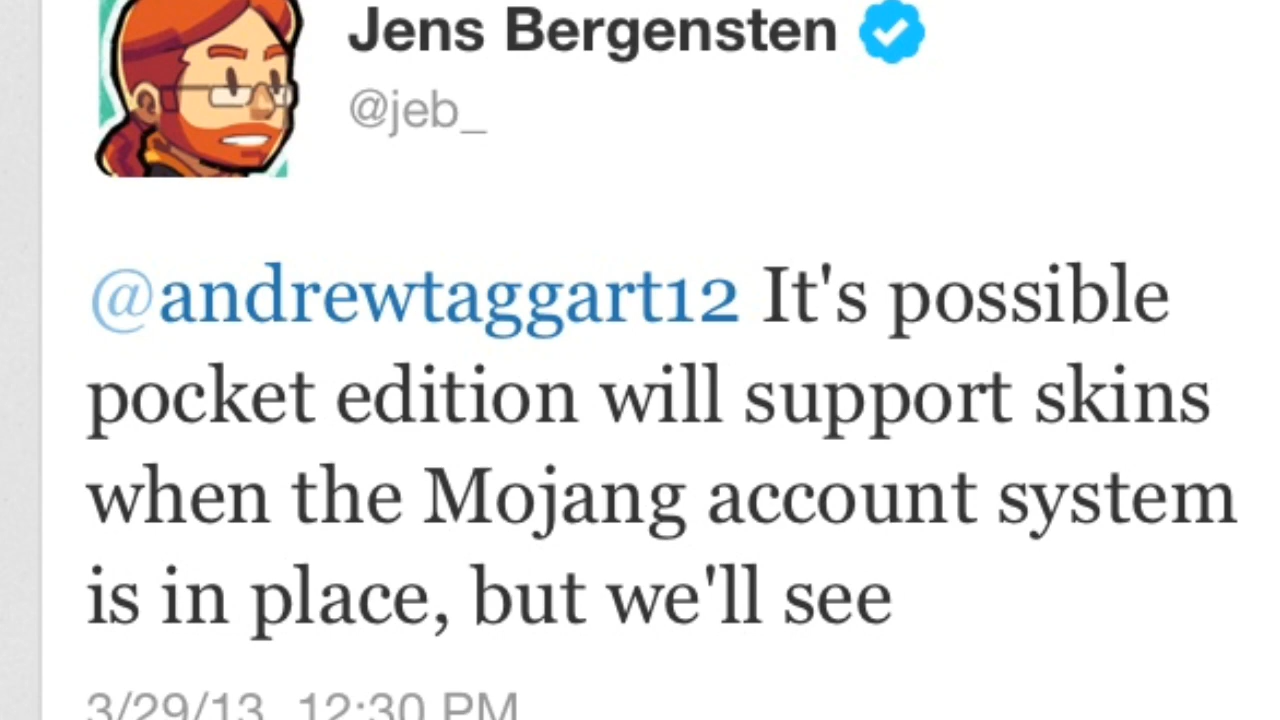 Jens Bergensten
@jeb_
@andrewtaggart12 It's possible
pocket edition will support skins
when the Mojang account system
is in place, but we'll see
3/29/13, 12:30 PM